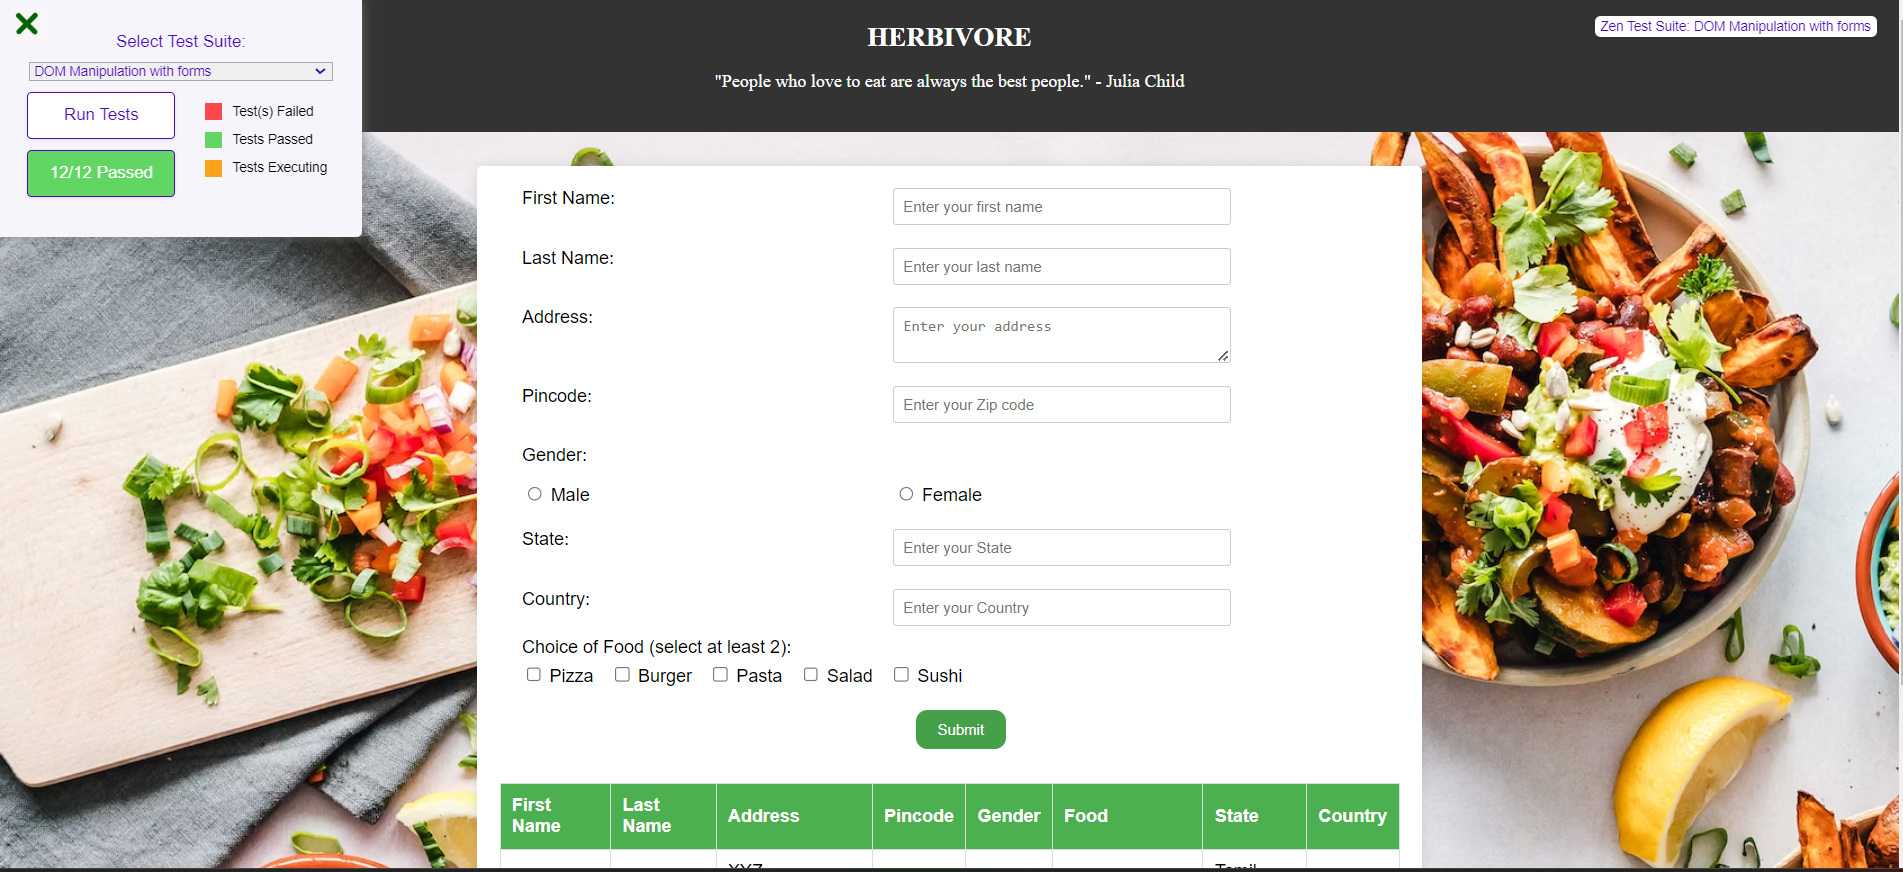 Select Test Suite:
DOM Manipulation with forms
Run Tests
12/12 Passed
Test(s) Failed
Tests Passed
Tests Executing
HERBIVORE
"People who love to eat are always the best people." - Julia Child
Zen Test Suite: DOM Manipulation with forms
First Name:
Enter your first name
Last Name:
Enter your last name
Address:
Enter your address
Pincode:
Enter your Zip code
Gender:
Male
Female
State:
Enter your State
Country:
Enter your Country
Choice of Food (select at least 2):
Pizza Burger Pasta Salad Sushi
Submit
First Name
Last Name
Address
Pincode
Gender
Food
State
Country